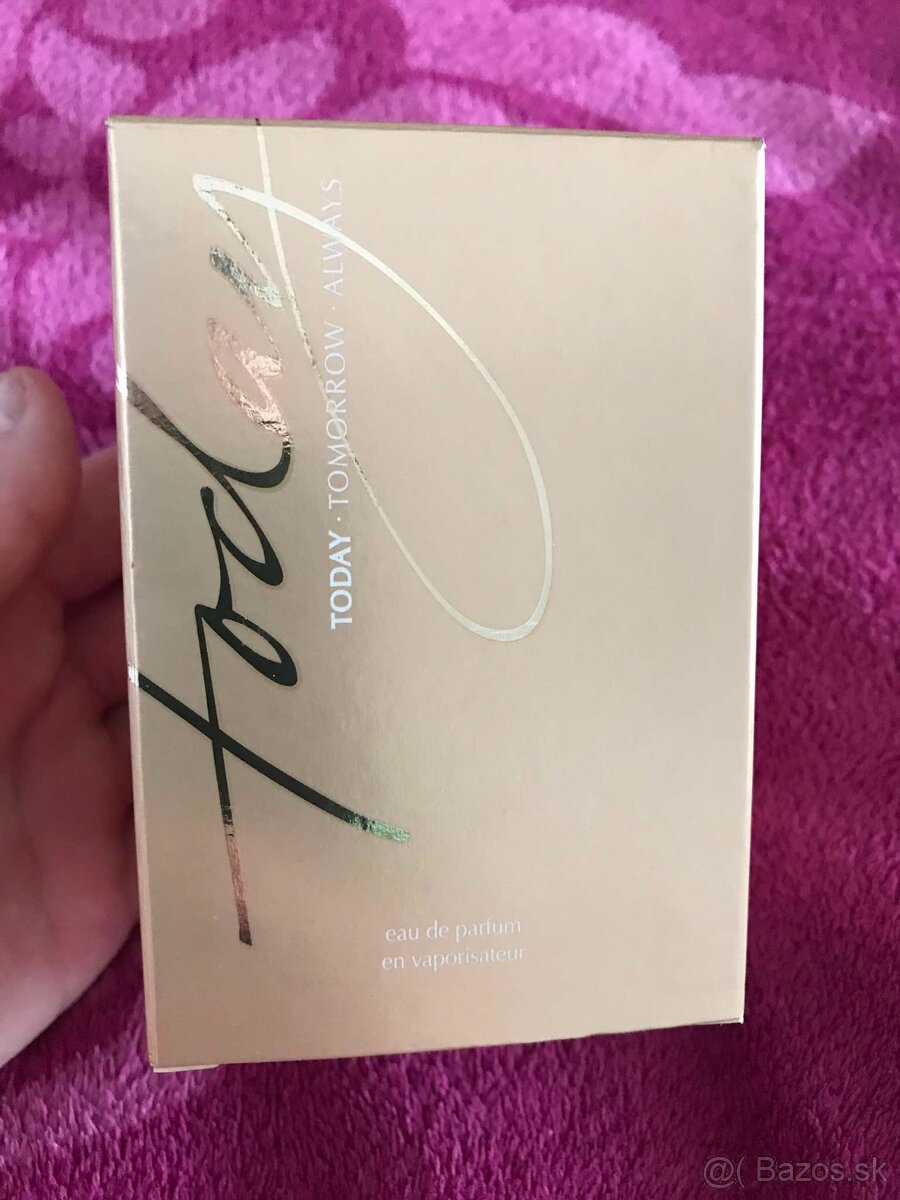 today
TODAY · TOMORROW · ALWAYS
eau de parfum
en vaporisateur
@( Bazos.sk